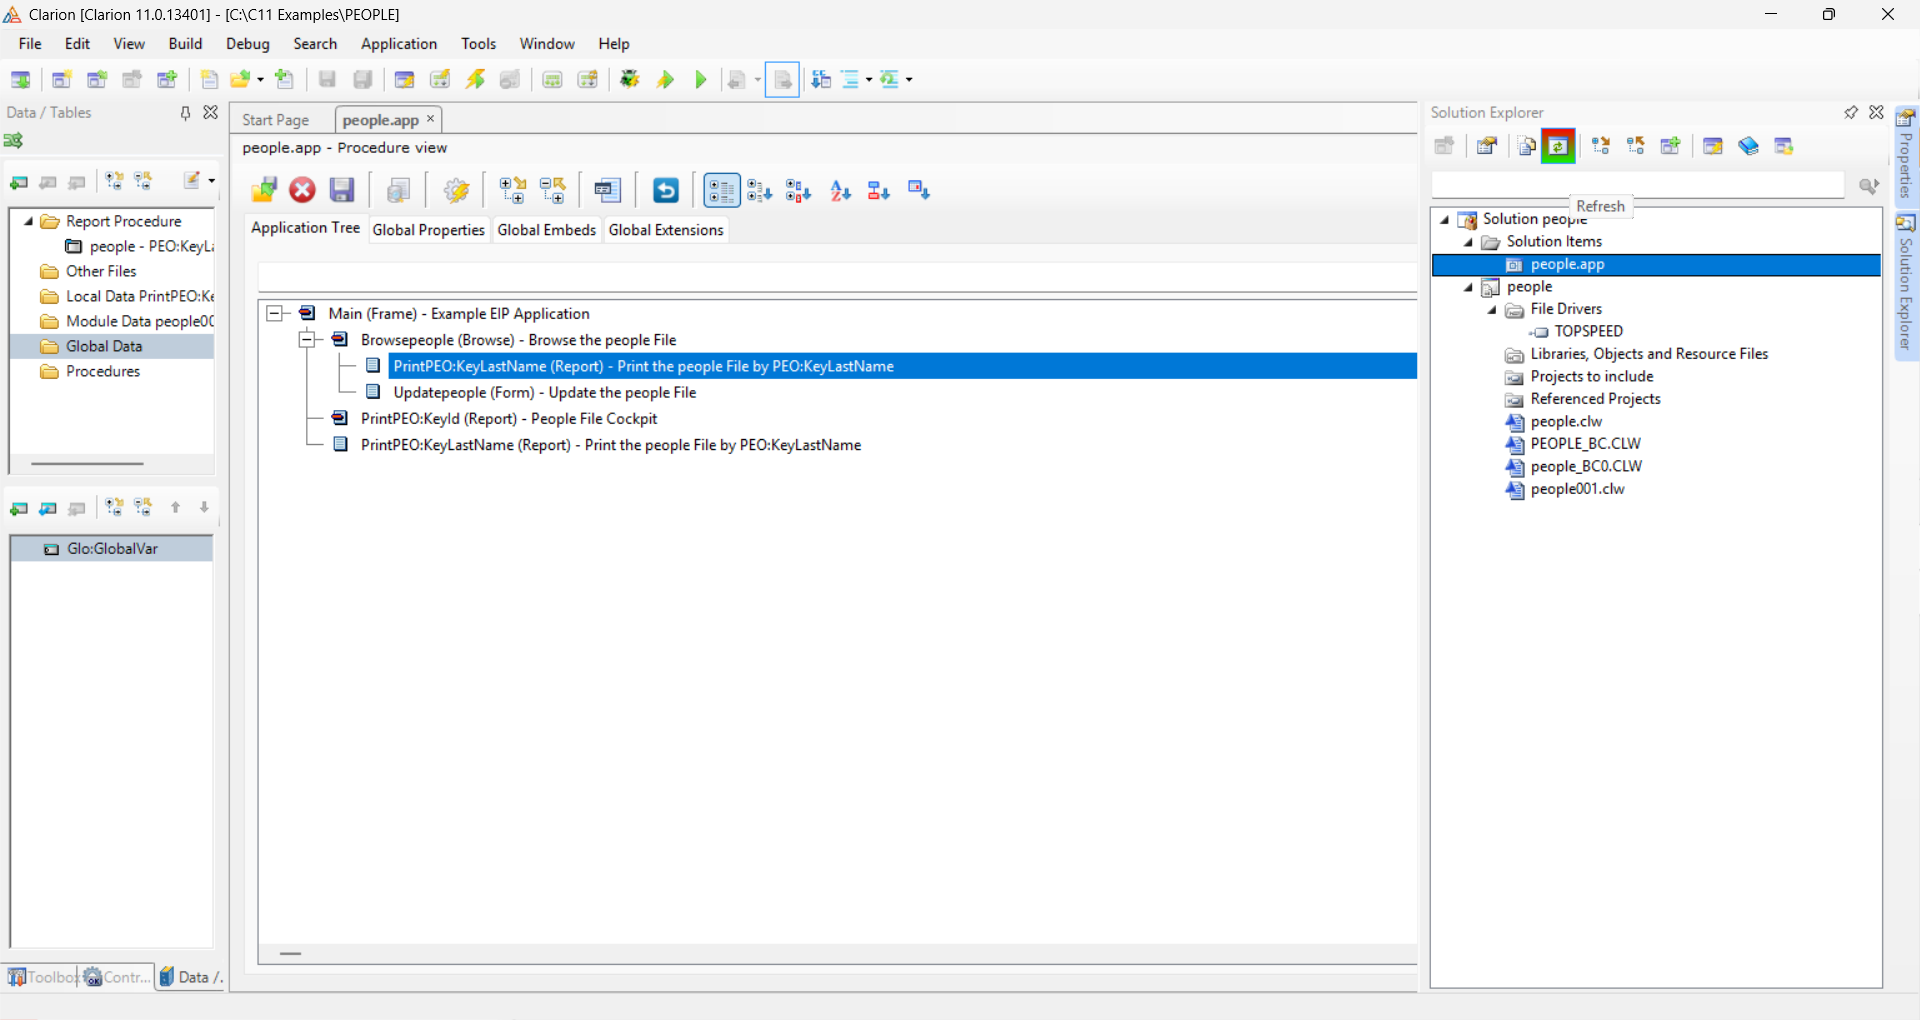 Clarion [Clarion 11.0.13401] - [C:\C11 Examples\PEOPLE]
File Edit View Build Debug Search Application Tools Window Help
Data / Tables
Report Procedure
people - PEO:KeyL
Other Files
Local Data PrintPEO:Ke
Module Data people00
Global Data
Procedures
Glo:GlobalVar
Toolbox
Contr...
Data /.
Start Page
people.app
people.app - Procedure view
Application Tree
Global Properties
Global Embeds
Global Extensions
Main (Frame) - Example EIP Application
Browsepeople (Browse) - Browse the people File
PrintPEO:KeyLastName (Report) - Print the people File by PEO:KeyLastName
Updatepeople (Form) - Update the people File
PrintPEO:KeyId (Report) - People File Cockpit
PrintPEO:KeyLastName (Report) - Print the people File by PEO:KeyLastName
Solution Explorer
Refresh
Solution people
Solution Items
people.app
people
File Drivers
TOPSPEED
Libraries, Objects and Resource Files
Projects to include
Referenced Projects
people.clw
PEOPLE_BC.CLW
people_BC0.CLW
people001.clw
Properties
Solution Explorer